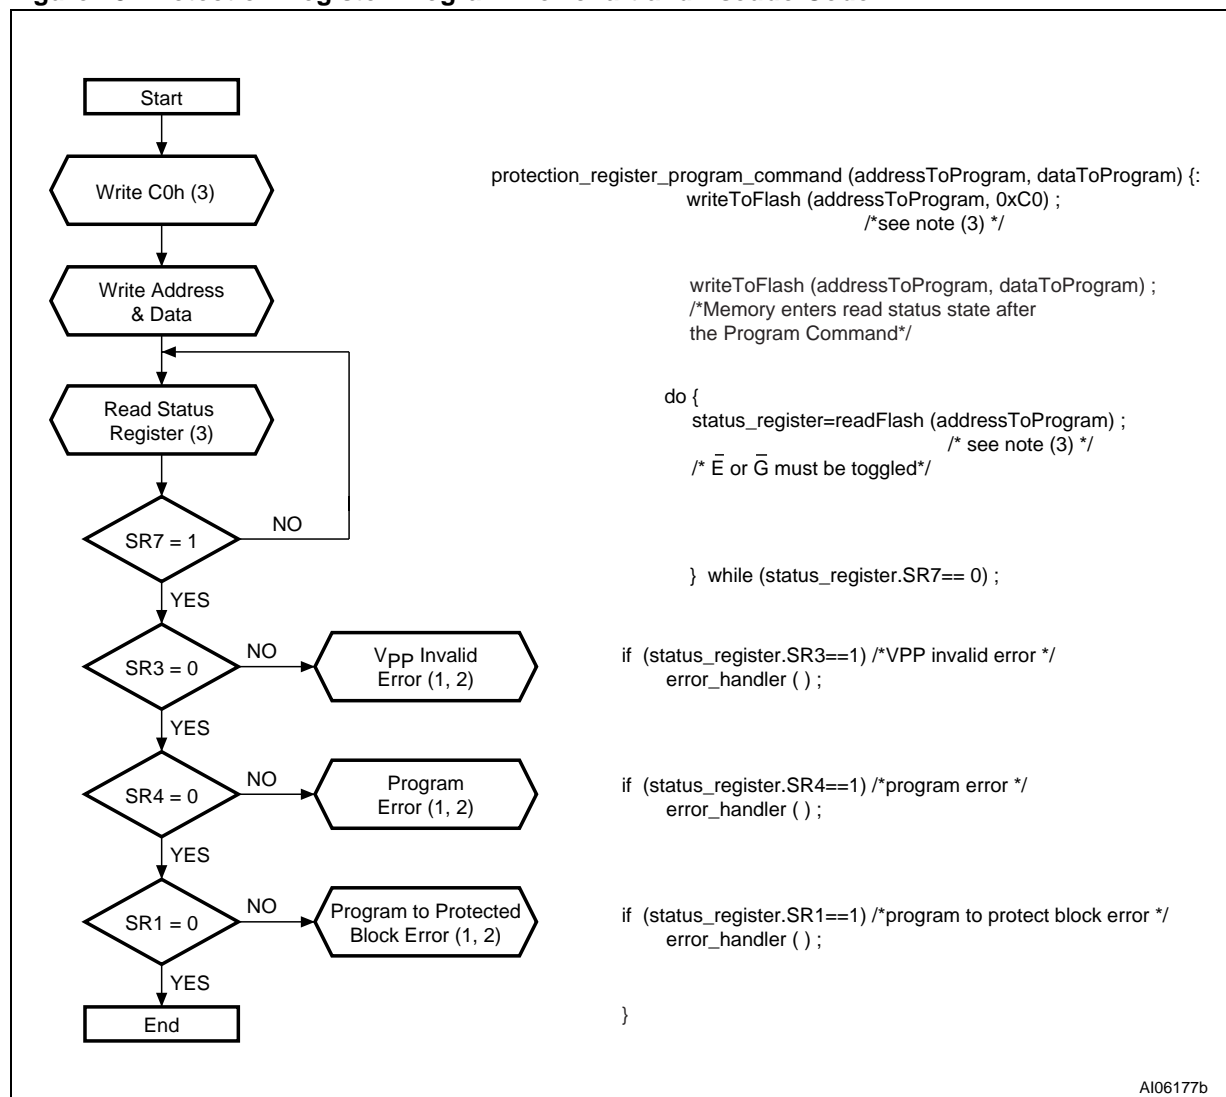 Start
Write C0h (3)
protection_register_program_command (addressToProgram, dataToProgram) {:
writeToFlash (addressToProgram, 0xC0) ;
/*see note (3) */
Write Address
& Data
writeToFlash (addressToProgram, dataToProgram) ;
/*Memory enters read status state after
the Program Command*/
Read Status
Register (3)
do {
status_register=readFlash (addressToProgram) ;
/* see note (3) */
/* E̅ or G̅ must be toggled*/
SR7 = 1
NO
} while (status_register.SR7== 0) ;
YES
SR3 = 0
NO
VPP Invalid
Error (1, 2)
if (status_register.SR3==1) /*VPP invalid error */
error_handler ( ) ;
YES
SR4 = 0
NO
Program
Error (1, 2)
if (status_register.SR4==1) /*program error */
error_handler ( ) ;
YES
SR1 = 0
NO
Program to Protected
Block Error (1, 2)
if (status_register.SR1==1) /*program to protect block error */
error_handler ( ) ;
YES
End
}
AI06177b